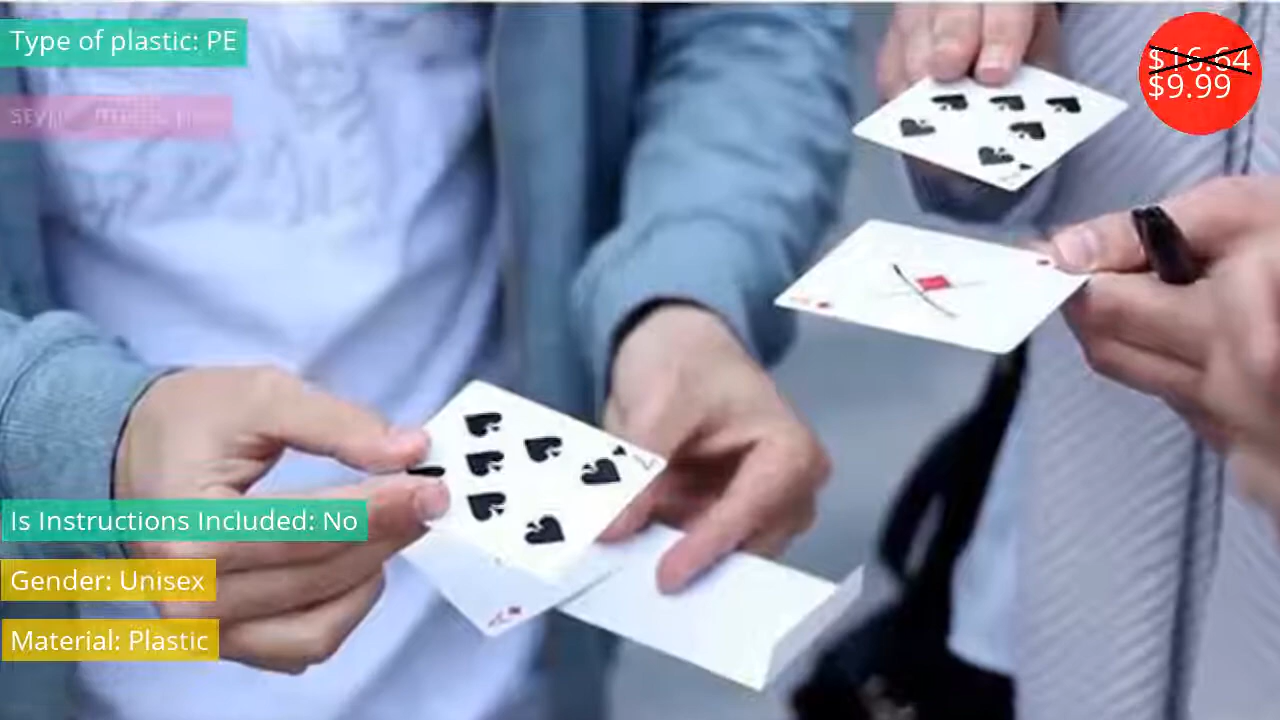 Type of plastic: PE
$16.64
$9.99
Is Instructions Included: No
Gender: Unisex
Material: Plastic